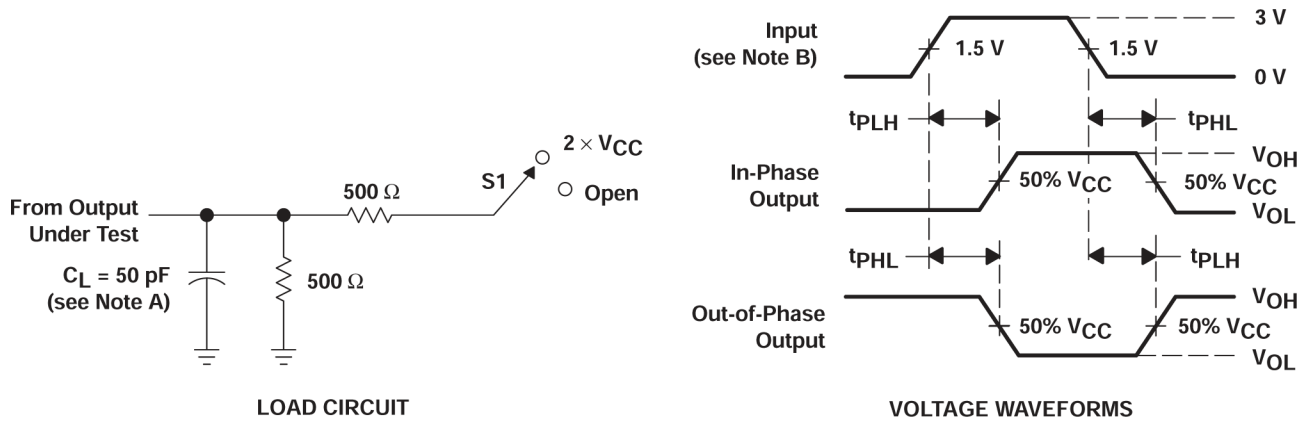 From Output
Under Test
CL = 50 pF
(see Note A)
500 Ω
500 Ω
S1
2 × VCC
Open
LOAD CIRCUIT
Input
(see Note B)
1.5 V
1.5 V
3 V
0 V
tPLH
tPHL
In-Phase
Output
50% VCC
50% VCC
VOH
VOL
tPHL
tPLH
Out-of-Phase
Output
50% VCC
50% VCC
VOH
VOL
VOLTAGE WAVEFORMS